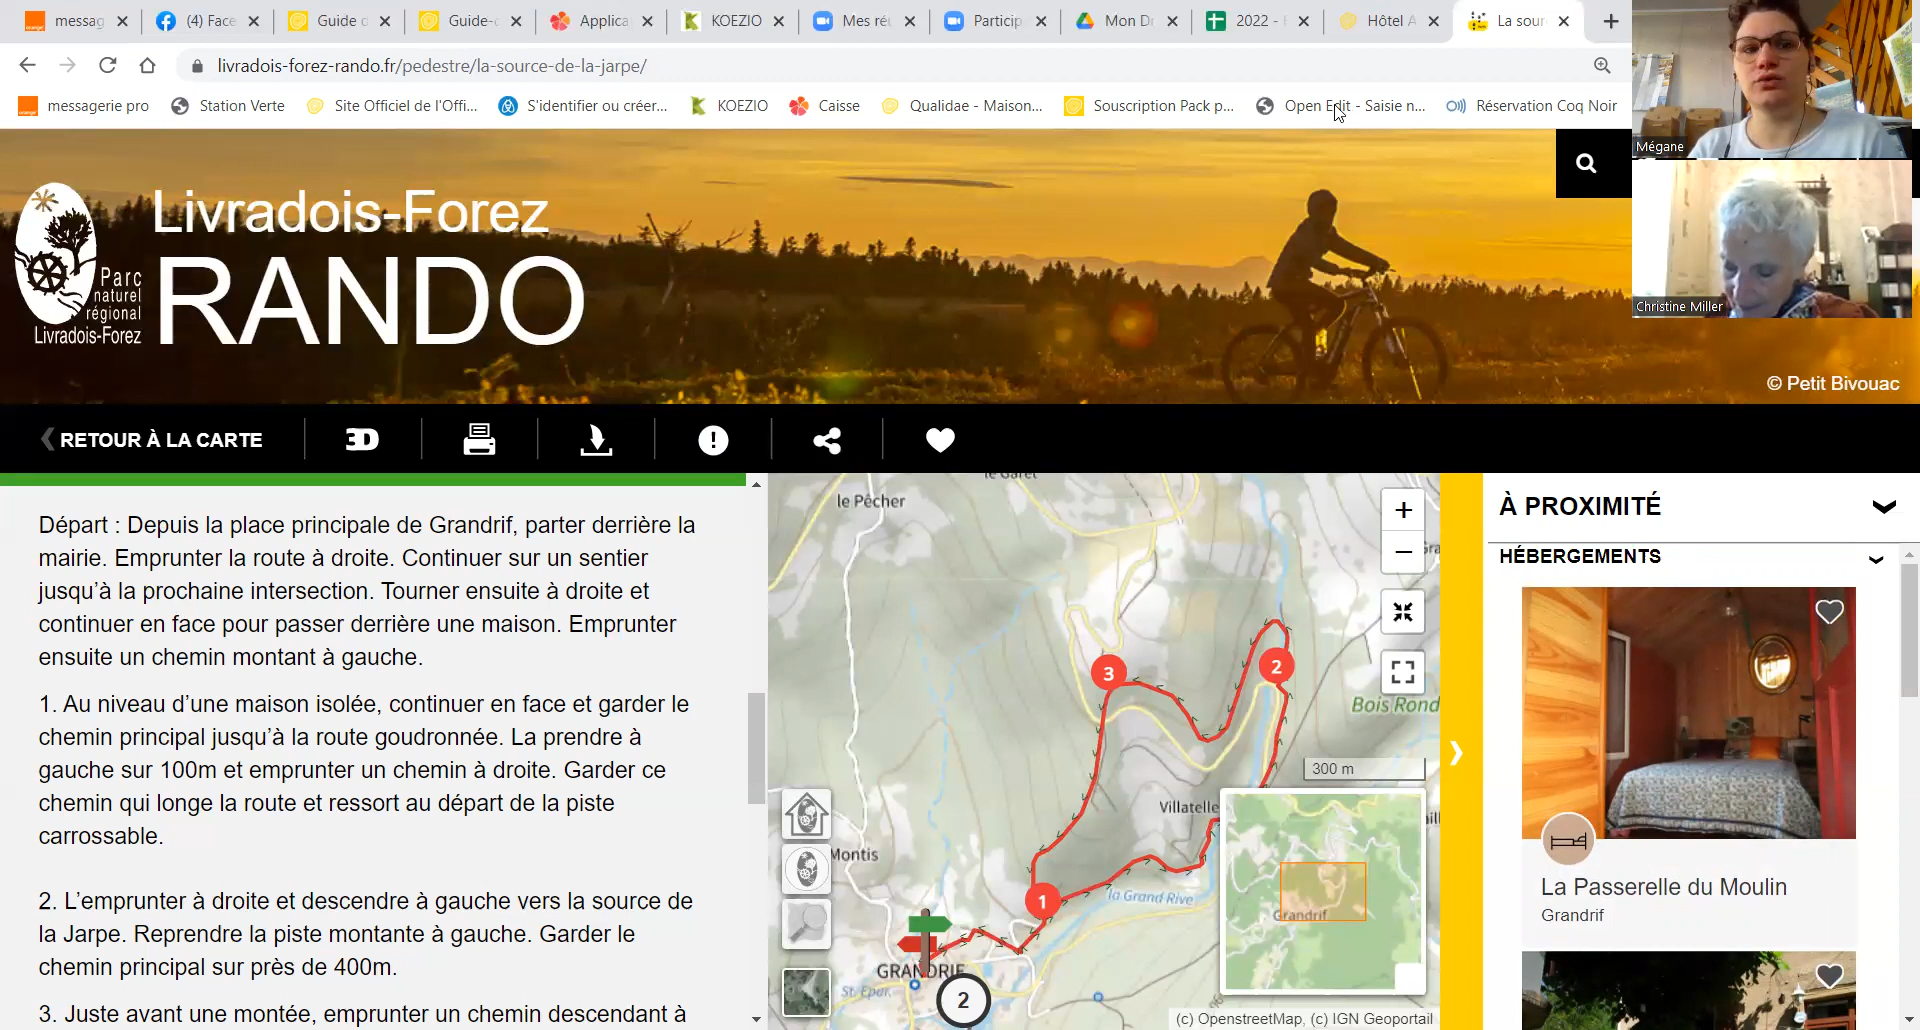 messag
(4) Face
Guide d
Guide-c
Applica
KOEZIO
Mes ré
Particip
Mon D
2022 -
Hôtel A
La sour
livradois-forez-rando.fr/pedestre/la-source-de-la-jarpe/
messagerie pro
Station Verte
Site Officiel de l'Offi...
S'identifier ou créer...
KOEZIO
Caisse
Qualidae - Maison...
Souscription Pack p...
Open Edit - Saisie n...
Réservation Coq Noir
Mégane
Christine Miller
Livradois-Forez
RANDO
Parc
naturel
régional
Livradois-Forez
© Petit Bivouac
RETOUR À LA CARTE
3D
Départ : Depuis la place principale de Grandrif, parter derrière la
mairie. Emprunter la route à droite. Continuer sur un sentier
jusqu'à la prochaine intersection. Tourner ensuite à droite et
continuer en face pour passer derrière une maison. Emprunter
ensuite un chemin montant à gauche.
1. Au niveau d'une maison isolée, continuer en face et garder le
chemin principal jusqu'à la route goudronnée. La prendre à
gauche sur 100m et emprunter un chemin à droite. Garder ce
chemin qui longe la route et ressort au départ de la piste
carrossable.
2. L'emprunter à droite et descendre à gauche vers la source de
la Jarpe. Reprendre la piste montante à gauche. Garder le
chemin principal sur près de 400m.
3. Juste avant une montée, emprunter un chemin descendant à
le Garet
le Pêcher
3
2
Bois Rond
300 m
Villatelle
Montis
1
la Grand Rive
GRANDRIF
2
Grandrif
+
−
(c) OpenstreetMap, (c) IGN Geoportail
À PROXIMITÉ
HÉBERGEMENTS
La Passerelle du Moulin
Grandrif